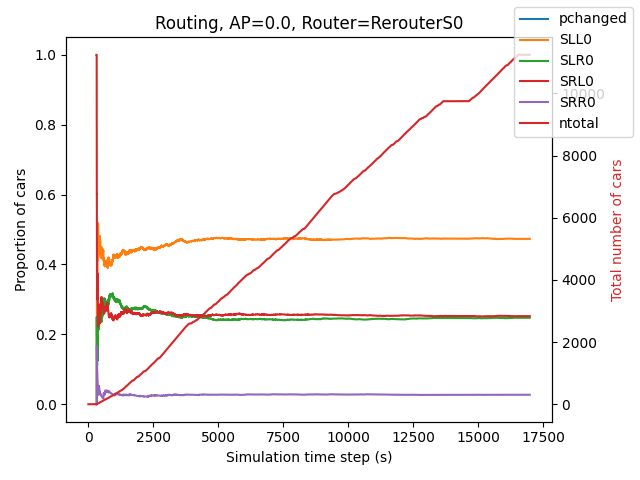 Routing, AP=0.0, Router=RerouterS0
pchanged
SLL0
SLR0
SRL0
SRR0
ntotal
1.0
0.8
0.6
0.4
0.2
0.0
Proportion of cars
10000
8000
6000
4000
2000
0
Total number of cars
0
2500
5000
7500
10000
12500
15000
17500
Simulation time step (s)